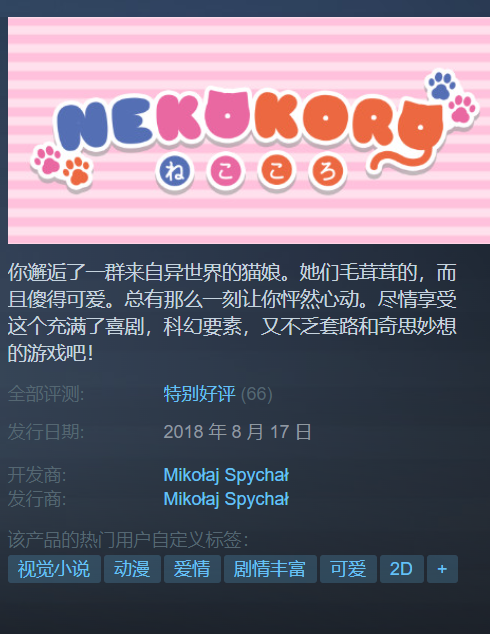 NEKOKORO
ねこころ
你邂逅了一群来自异世界的猫娘。她们毛茸茸的，而
且傻得可爱。总有那么一刻让你怦然心动。尽情享受
这个充满了喜剧，科幻要素，又不乏套路和奇思妙想
的游戏吧！
全部评测: 特别好评 (66)
发行日期: 2018 年 8 月 17 日
开发商: Mikołaj Spychał
发行商: Mikołaj Spychał
该产品的热门用户自定义标签：
视觉小说 动漫 爱情 剧情丰富 可爱 2D +